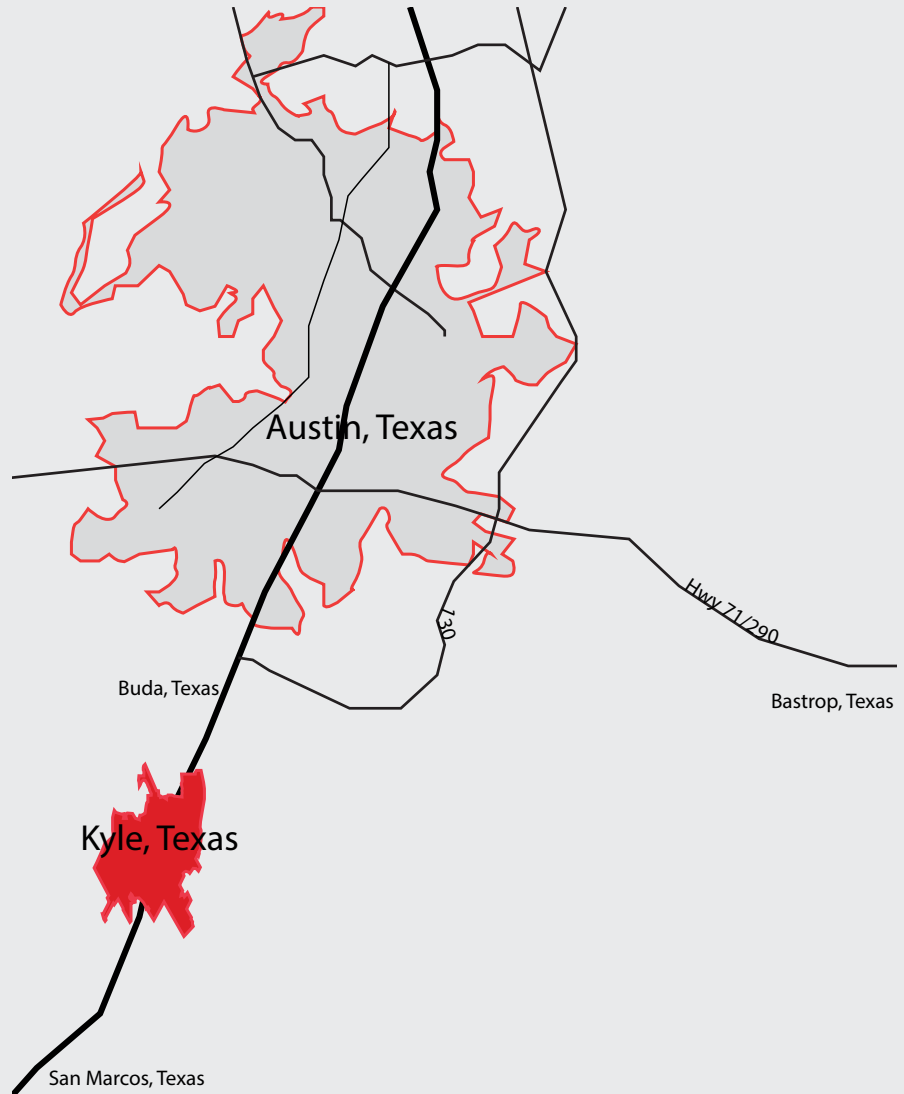 Austin, Texas
Hwy 71/290
130
Buda, Texas
Bastrop, Texas
Kyle, Texas
San Marcos, Texas